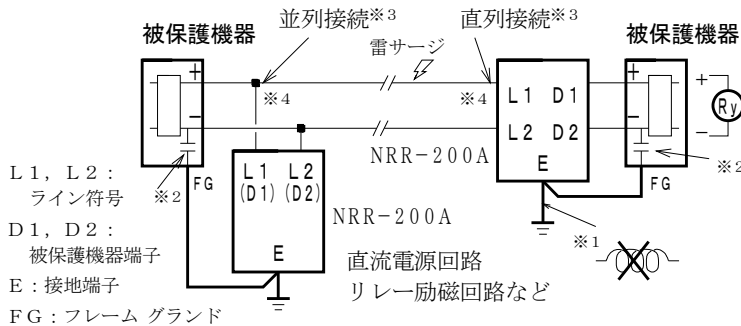 並列接続※3
直列接続※3
被保護機器
雷サージ
被保護機器
+
※4
※4
L1 D1
+
+
Ry
−
L2 D2
−
−
NRR-200A
E
※2
FG
L1 L2
(D1) (D2)
※2
FG
NRR-200A
E
※1
L1, L2:
ライン符号
D1, D2:
被保護機器端子
E:接地端子
FG:フレーム グランド
直流電源回路
リレー励磁回路など